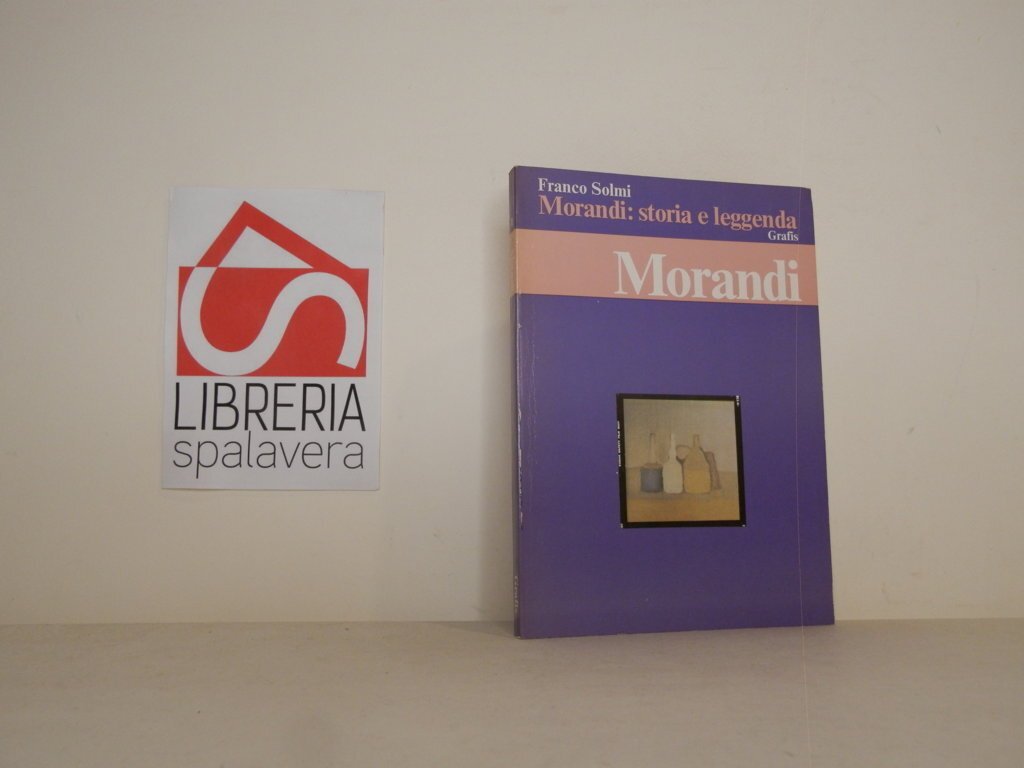 LIBRERIA
spalavera
Franco Solmi
Morandi: storia e leggenda
Grafis
Morandi